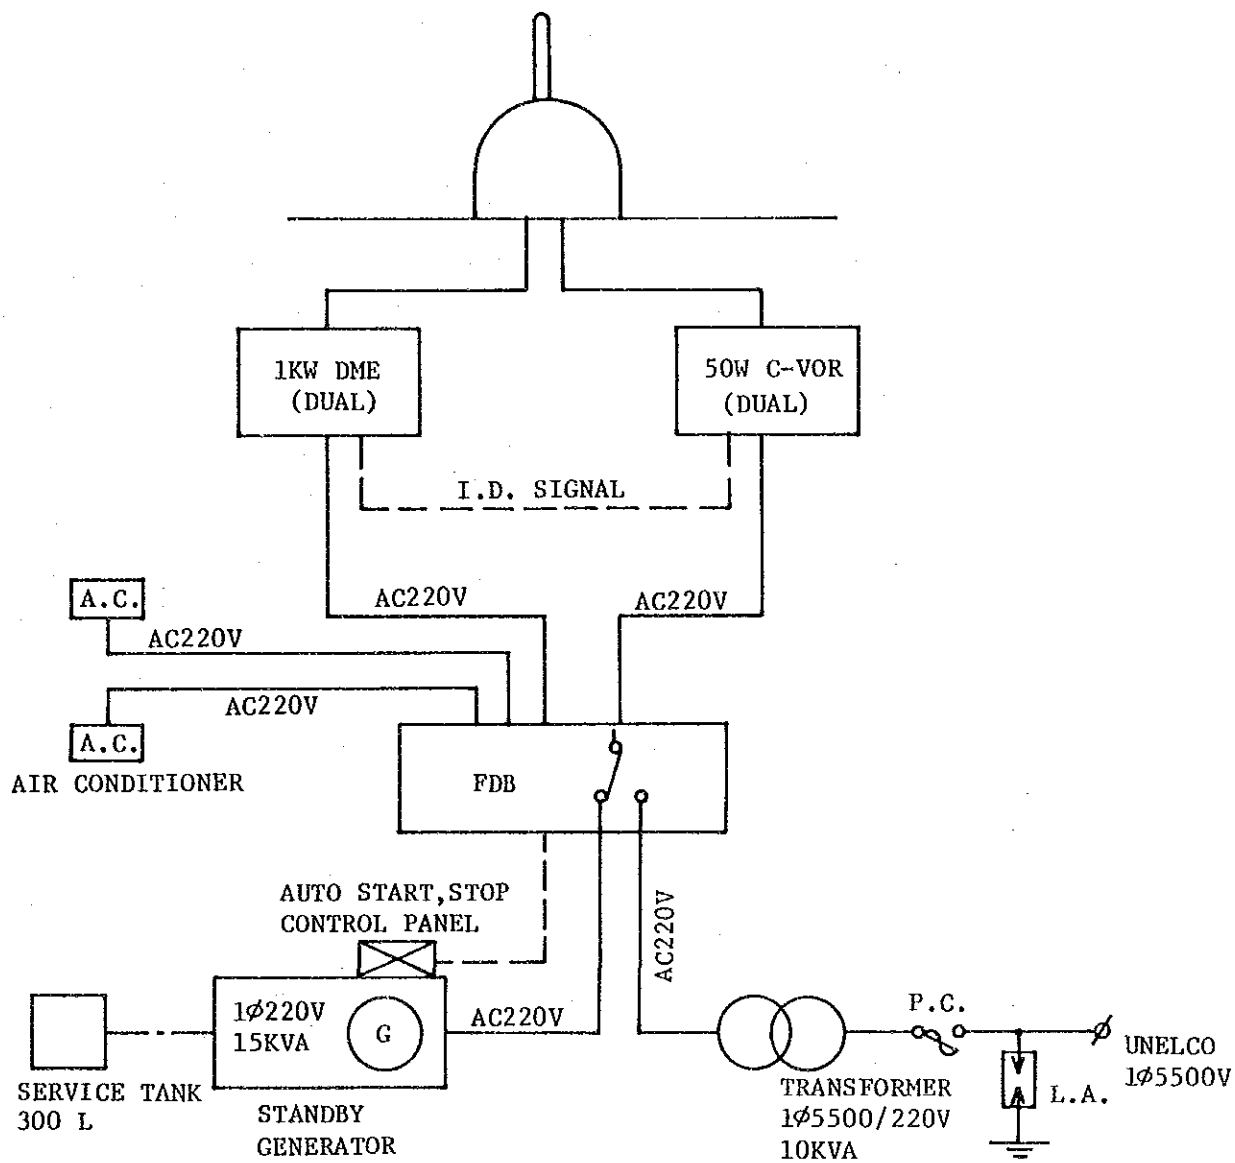 1KW DME
(DUAL)
50W C-VOR
(DUAL)
I.D. SIGNAL
A.C.
AC220V
AC220V
AC220V
AC220V
A.C.
AIR CONDITIONER
FDB
AUTO START,STOP
CONTROL PANEL
AC220V
1ø220V
15KVA
G
AC220V
P.C.
UNELCO
1ø5500V
SERVICE TANK
300 L
STANDBY
GENERATOR
TRANSFORMER
1ø5500/220V
10KVA
L.A.